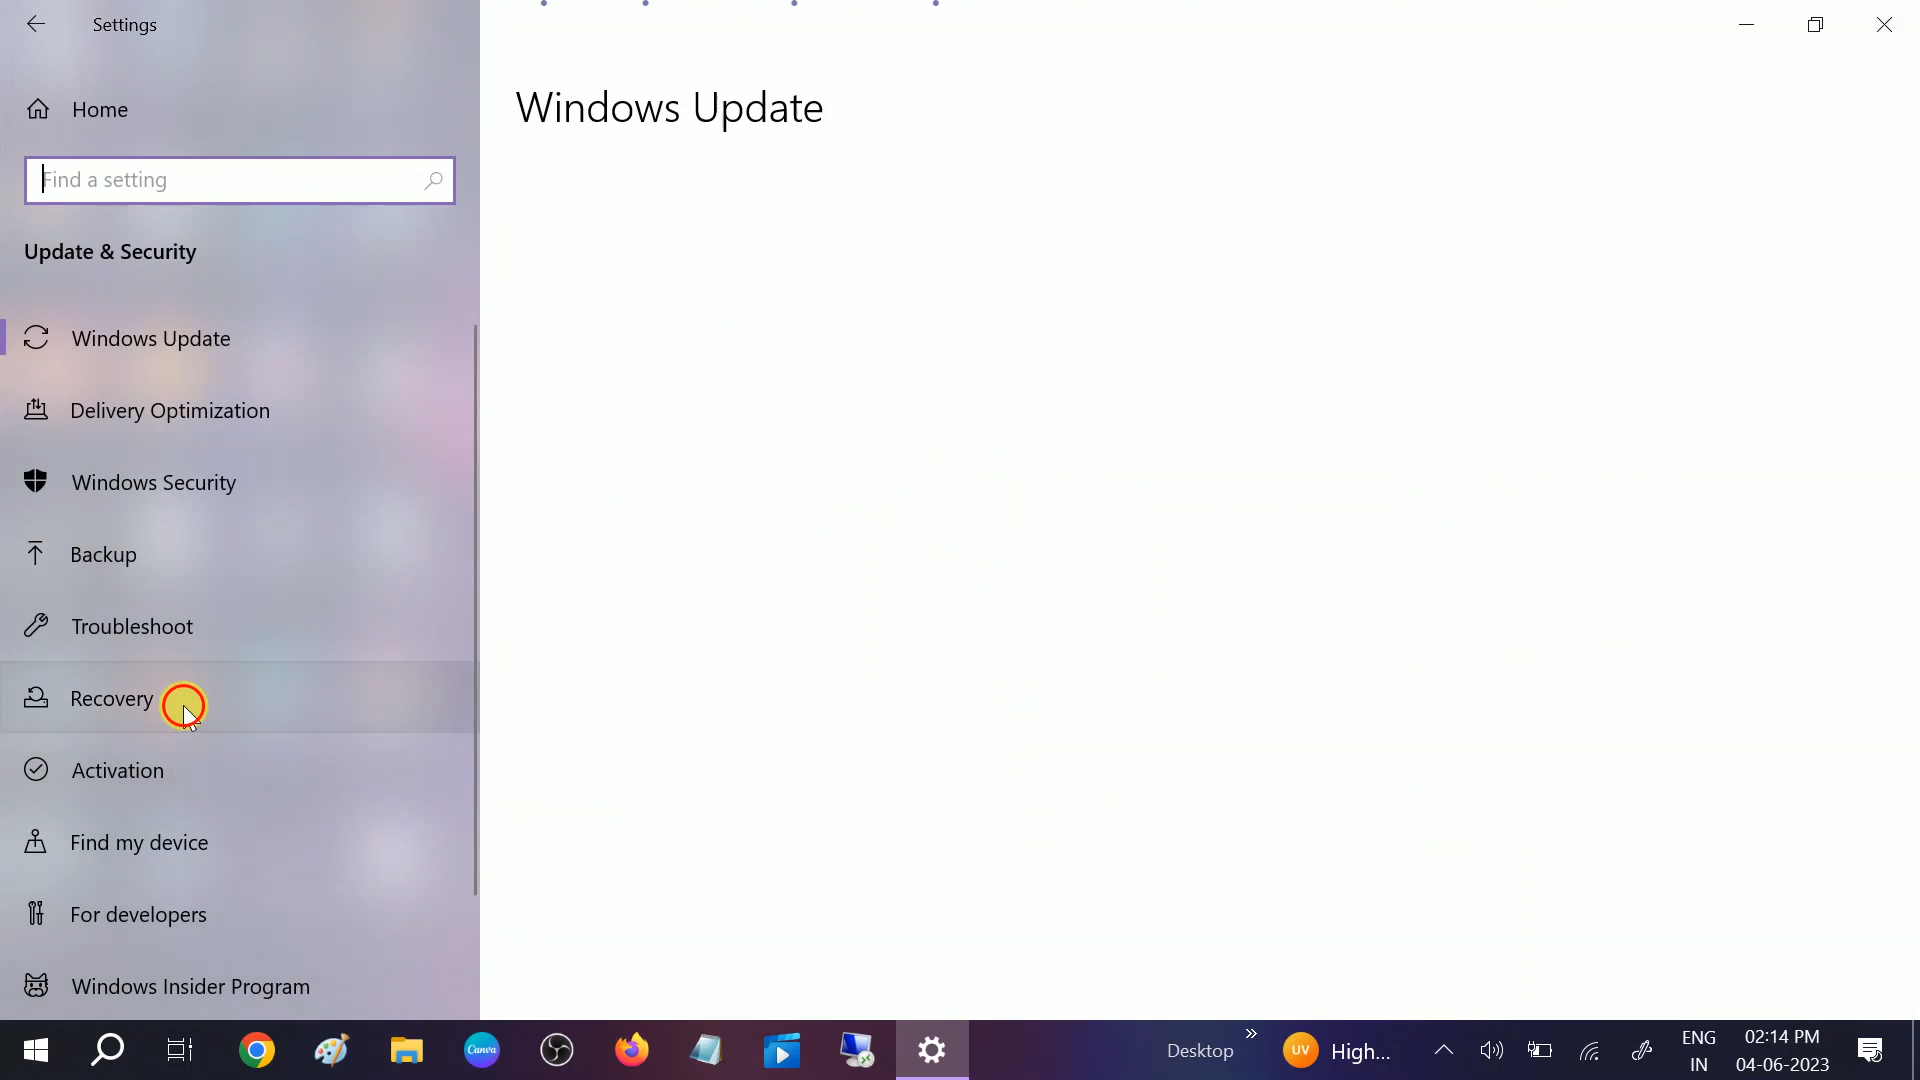 Settings
Home
Find a setting
Update & Security
Windows Update
Delivery Optimization
Windows Security
Backup
Troubleshoot
Recovery
Activation
Find my device
For developers
Windows Insider Program
Windows Update
Canva
Desktop
UV
High...
ENG
IN
02:14 PM
04-06-2023